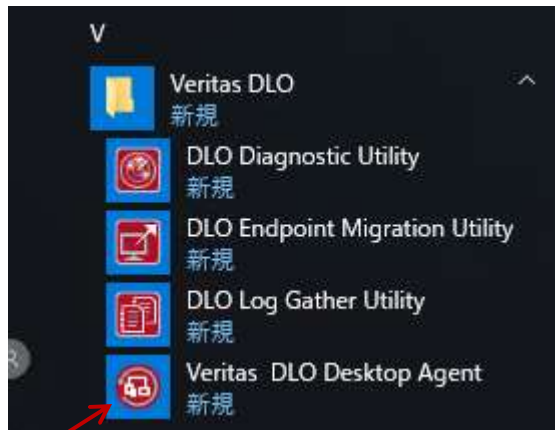 V
Veritas DLO
新規
DLO Diagnostic Utility
新規
DLO Endpoint Migration Utility
新規
DLO Log Gather Utility
新規
Veritas  DLO Desktop Agent
新規